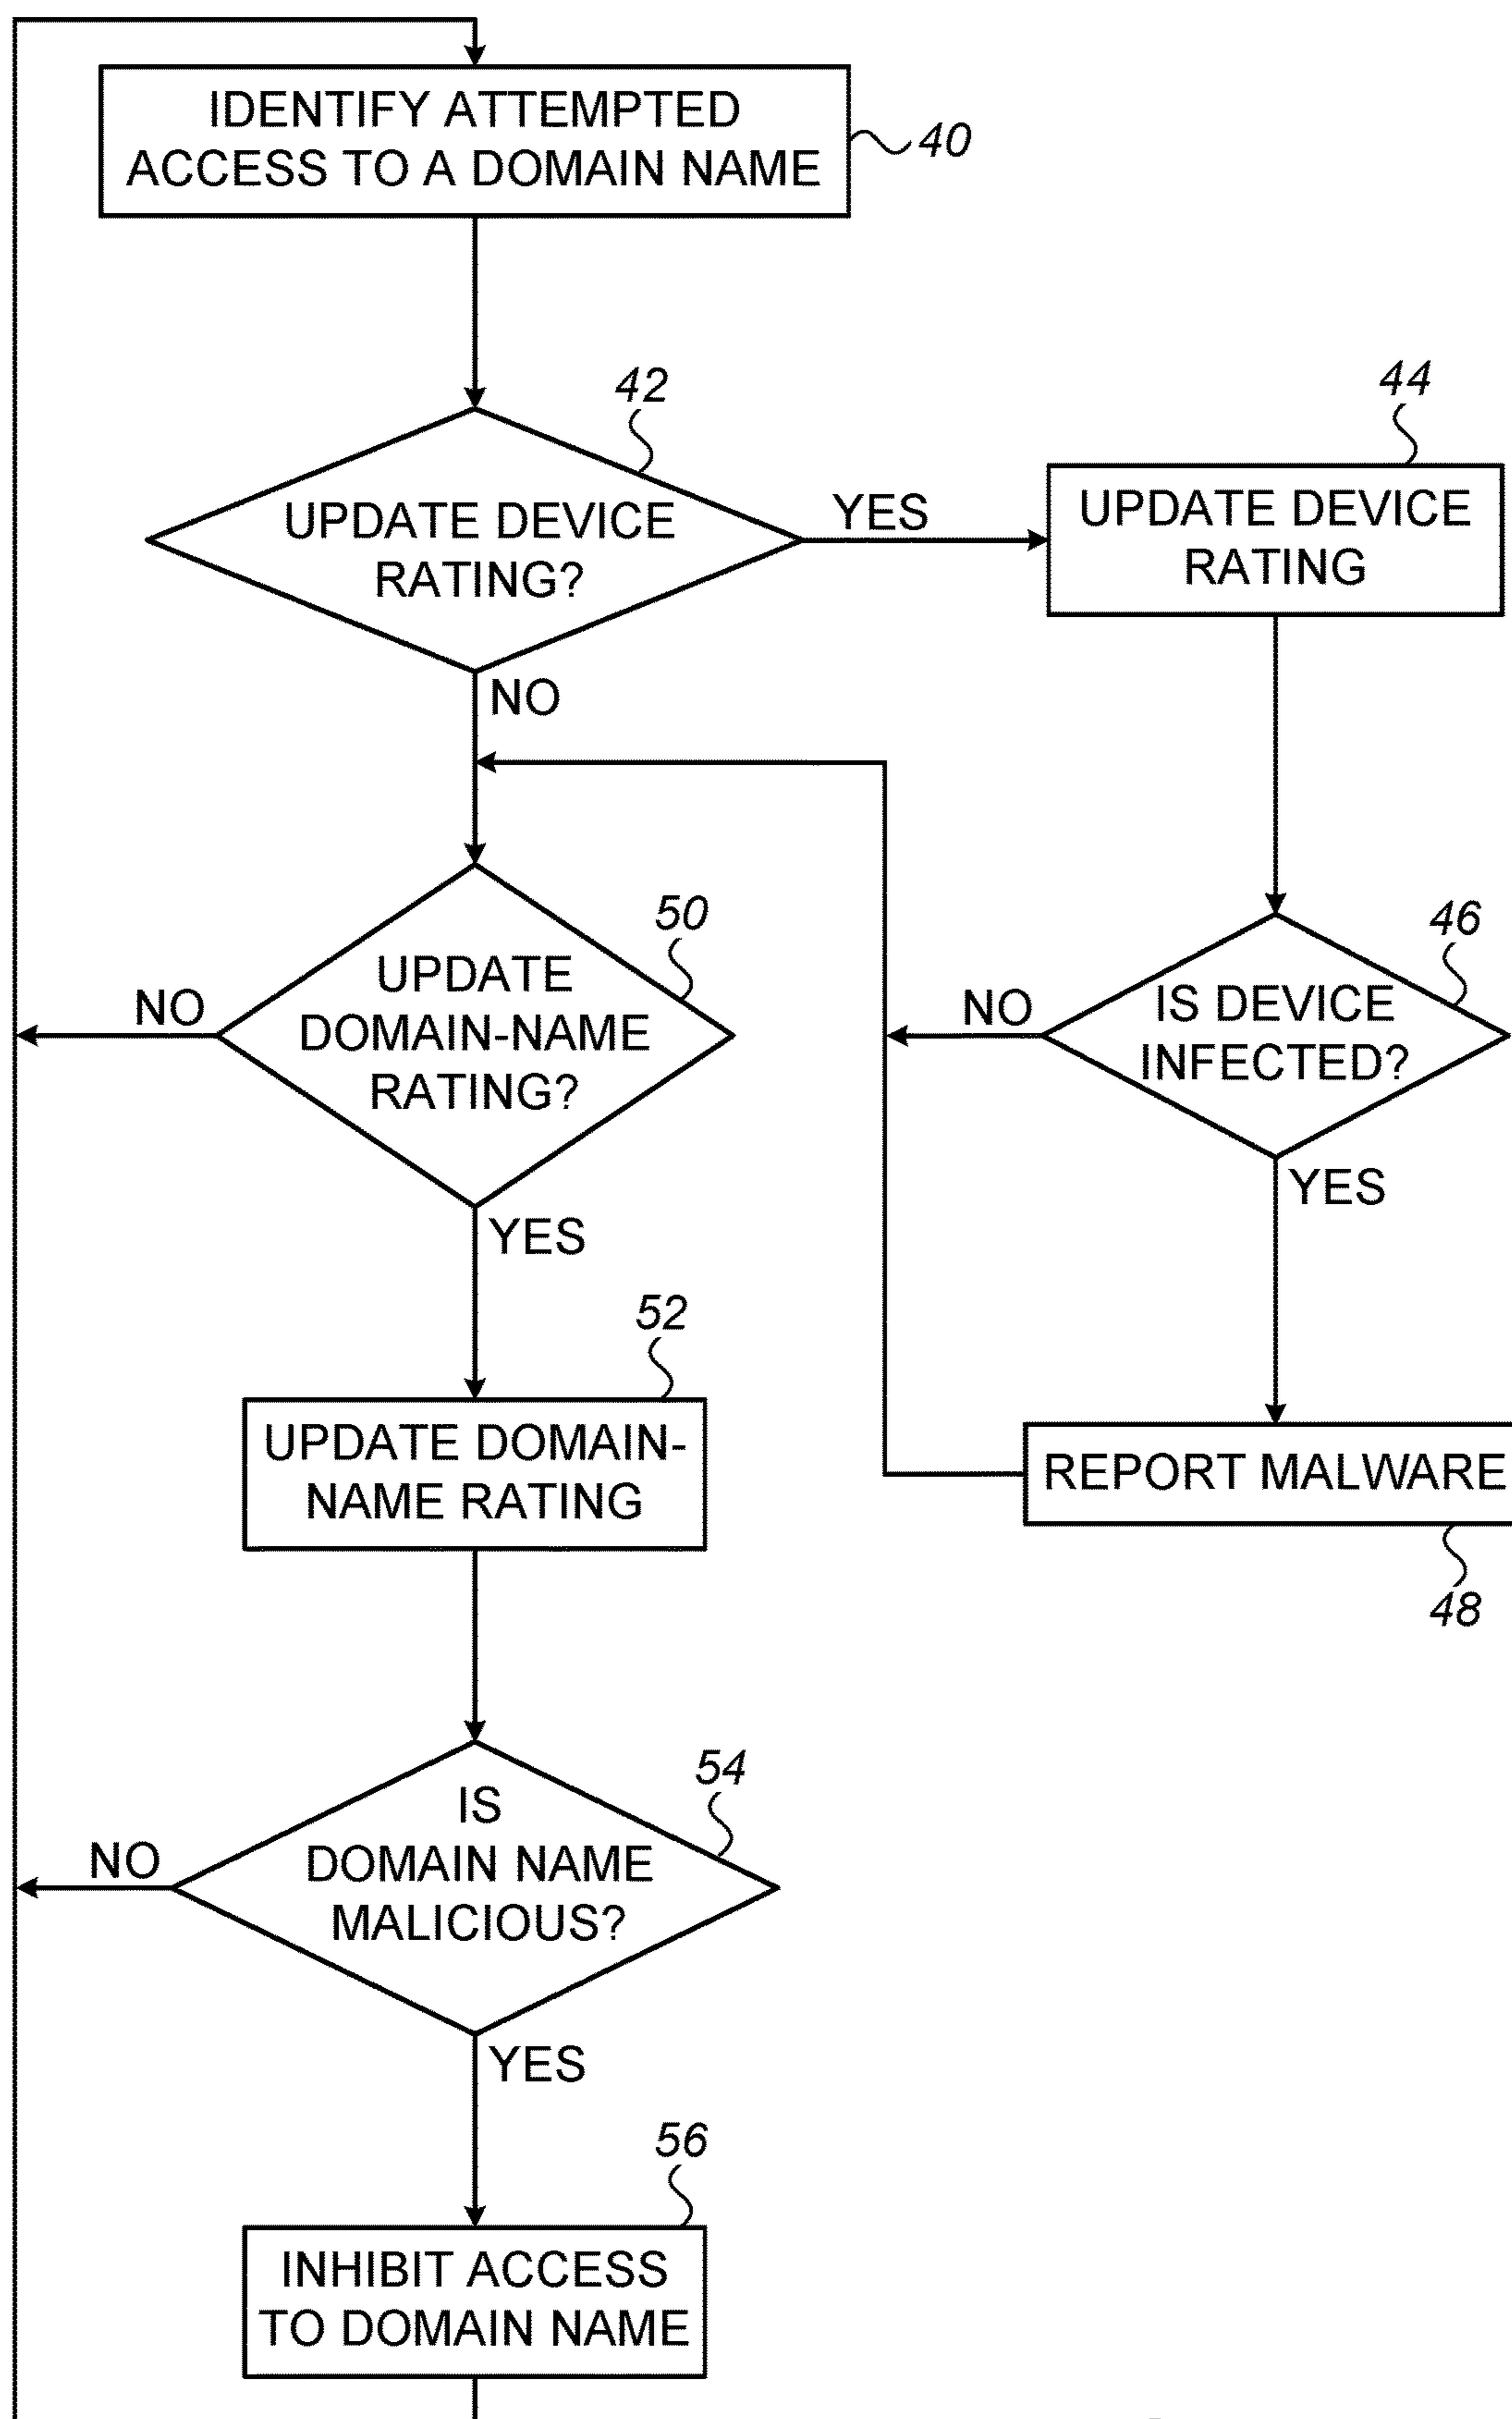 IDENTIFY ATTEMPTED
ACCESS TO A DOMAIN NAME
40
42
UPDATE DEVICE
RATING?
YES
44
UPDATE DEVICE
RATING
NO
50
UPDATE
DOMAIN-NAME
RATING?
NO
YES
46
IS DEVICE
INFECTED?
NO
YES
52
UPDATE DOMAIN-
NAME RATING
REPORT MALWARE
48
54
IS
DOMAIN NAME
MALICIOUS?
NO
YES
56
INHIBIT ACCESS
TO DOMAIN NAME